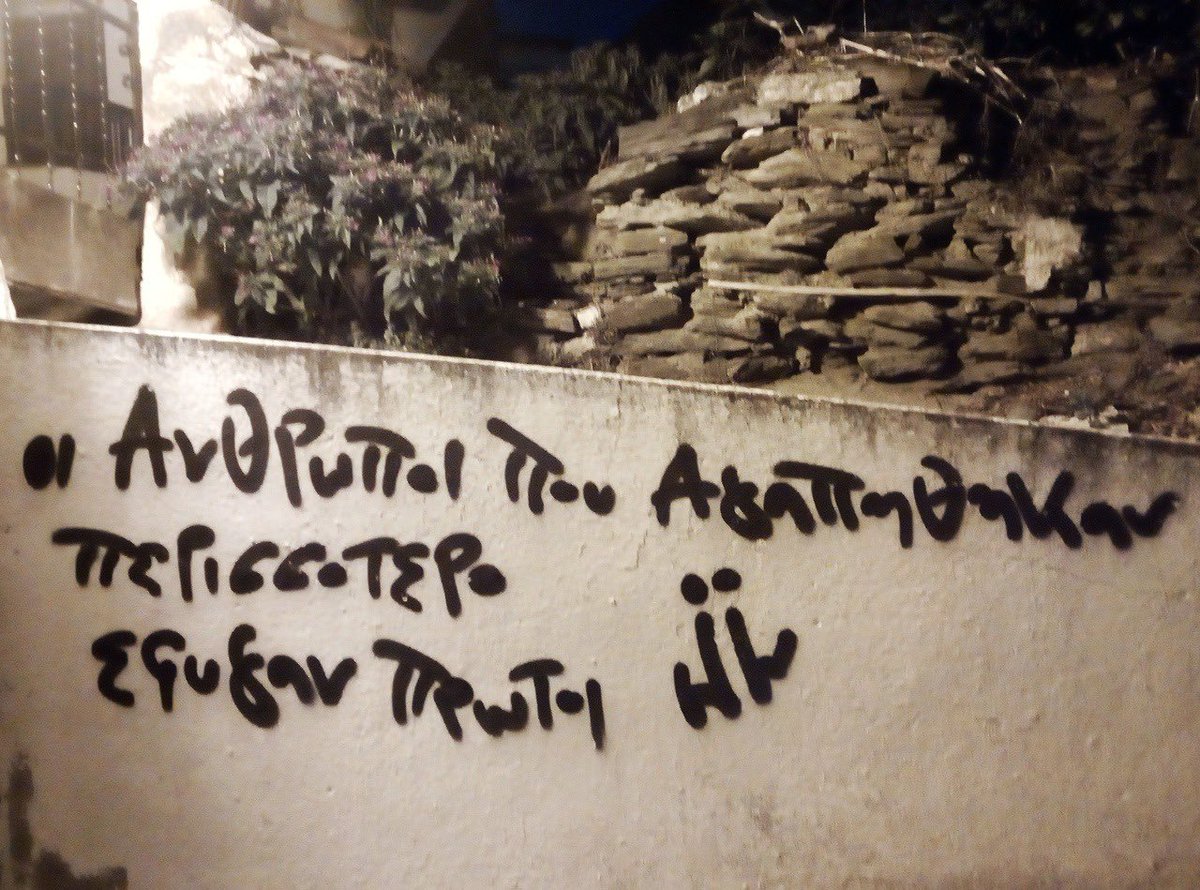 οι Ανθρωποι που Αγαπηθηκαν
περισσοτερο
εφυγαν πρωτοι